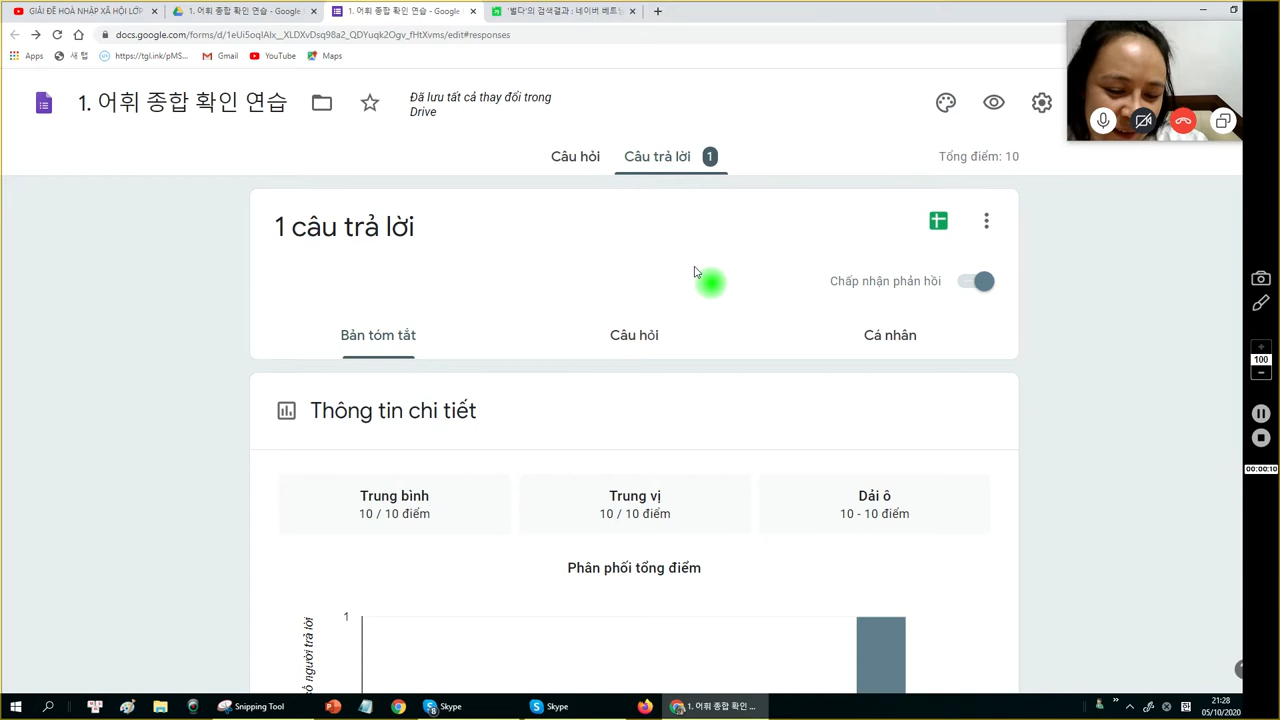 GIẢI ĐỀ HOÀ NHẬP XÃ HỘI LỚP
1. 어휘 종합 확인 연습 - Google
1. 어휘 종합 확인 연습 - Google
'벌다'의 검색결과 : 네이버 베트남
docs.google.com/forms/d/1eUi5oqIAIx_XLDXvDsq98a2_QDYuqk2Ogv_fHtXvms/edit#responses
Apps
새 탭
https://tgl.ink/pMS...
Gmail
YouTube
Maps
1. 어휘 종합 확인 연습
Đã lưu tất cả thay đổi trong
Drive
Câu hỏi
Câu trả lời
1
Tổng điểm: 10
1 câu trả lời
Chấp nhận phản hồi
Bản tóm tắt
Câu hỏi
Cá nhân
100
Thông tin chi tiết
00:00:10
Trung bình
10 / 10 điểm
Trung vị
10 / 10 điểm
Dải ô
10 - 10 điểm
Phân phối tổng điểm
1
số người trả lời
Snipping Tool
Skype
Skype
1. 어휘 종합 확인 ...
21:28
05/10/2020